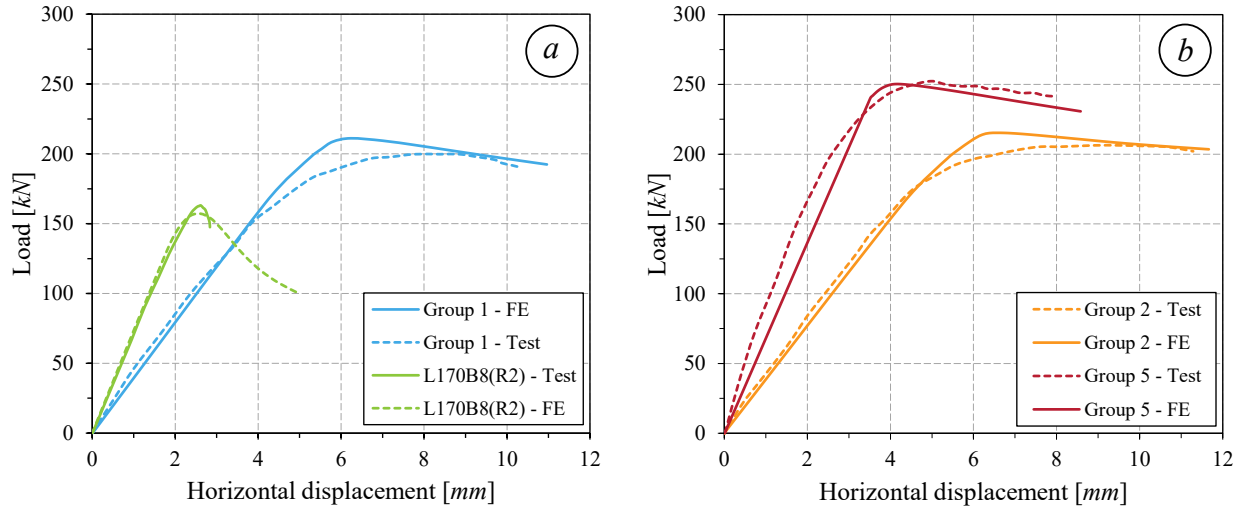 a
Load [kN]
300
250
200
150
100
50
0
0 2 4 6 8 10 12
Horizontal displacement [mm]
Group 1 - FE
Group 1 - Test
L170B8(R2) - Test
L170B8(R2) - FE
b
Load [kN]
300
250
200
150
100
50
0
0 2 4 6 8 10 12
Horizontal displacement [mm]
Group 2 - Test
Group 2 - FE
Group 5 - Test
Group 5 - FE